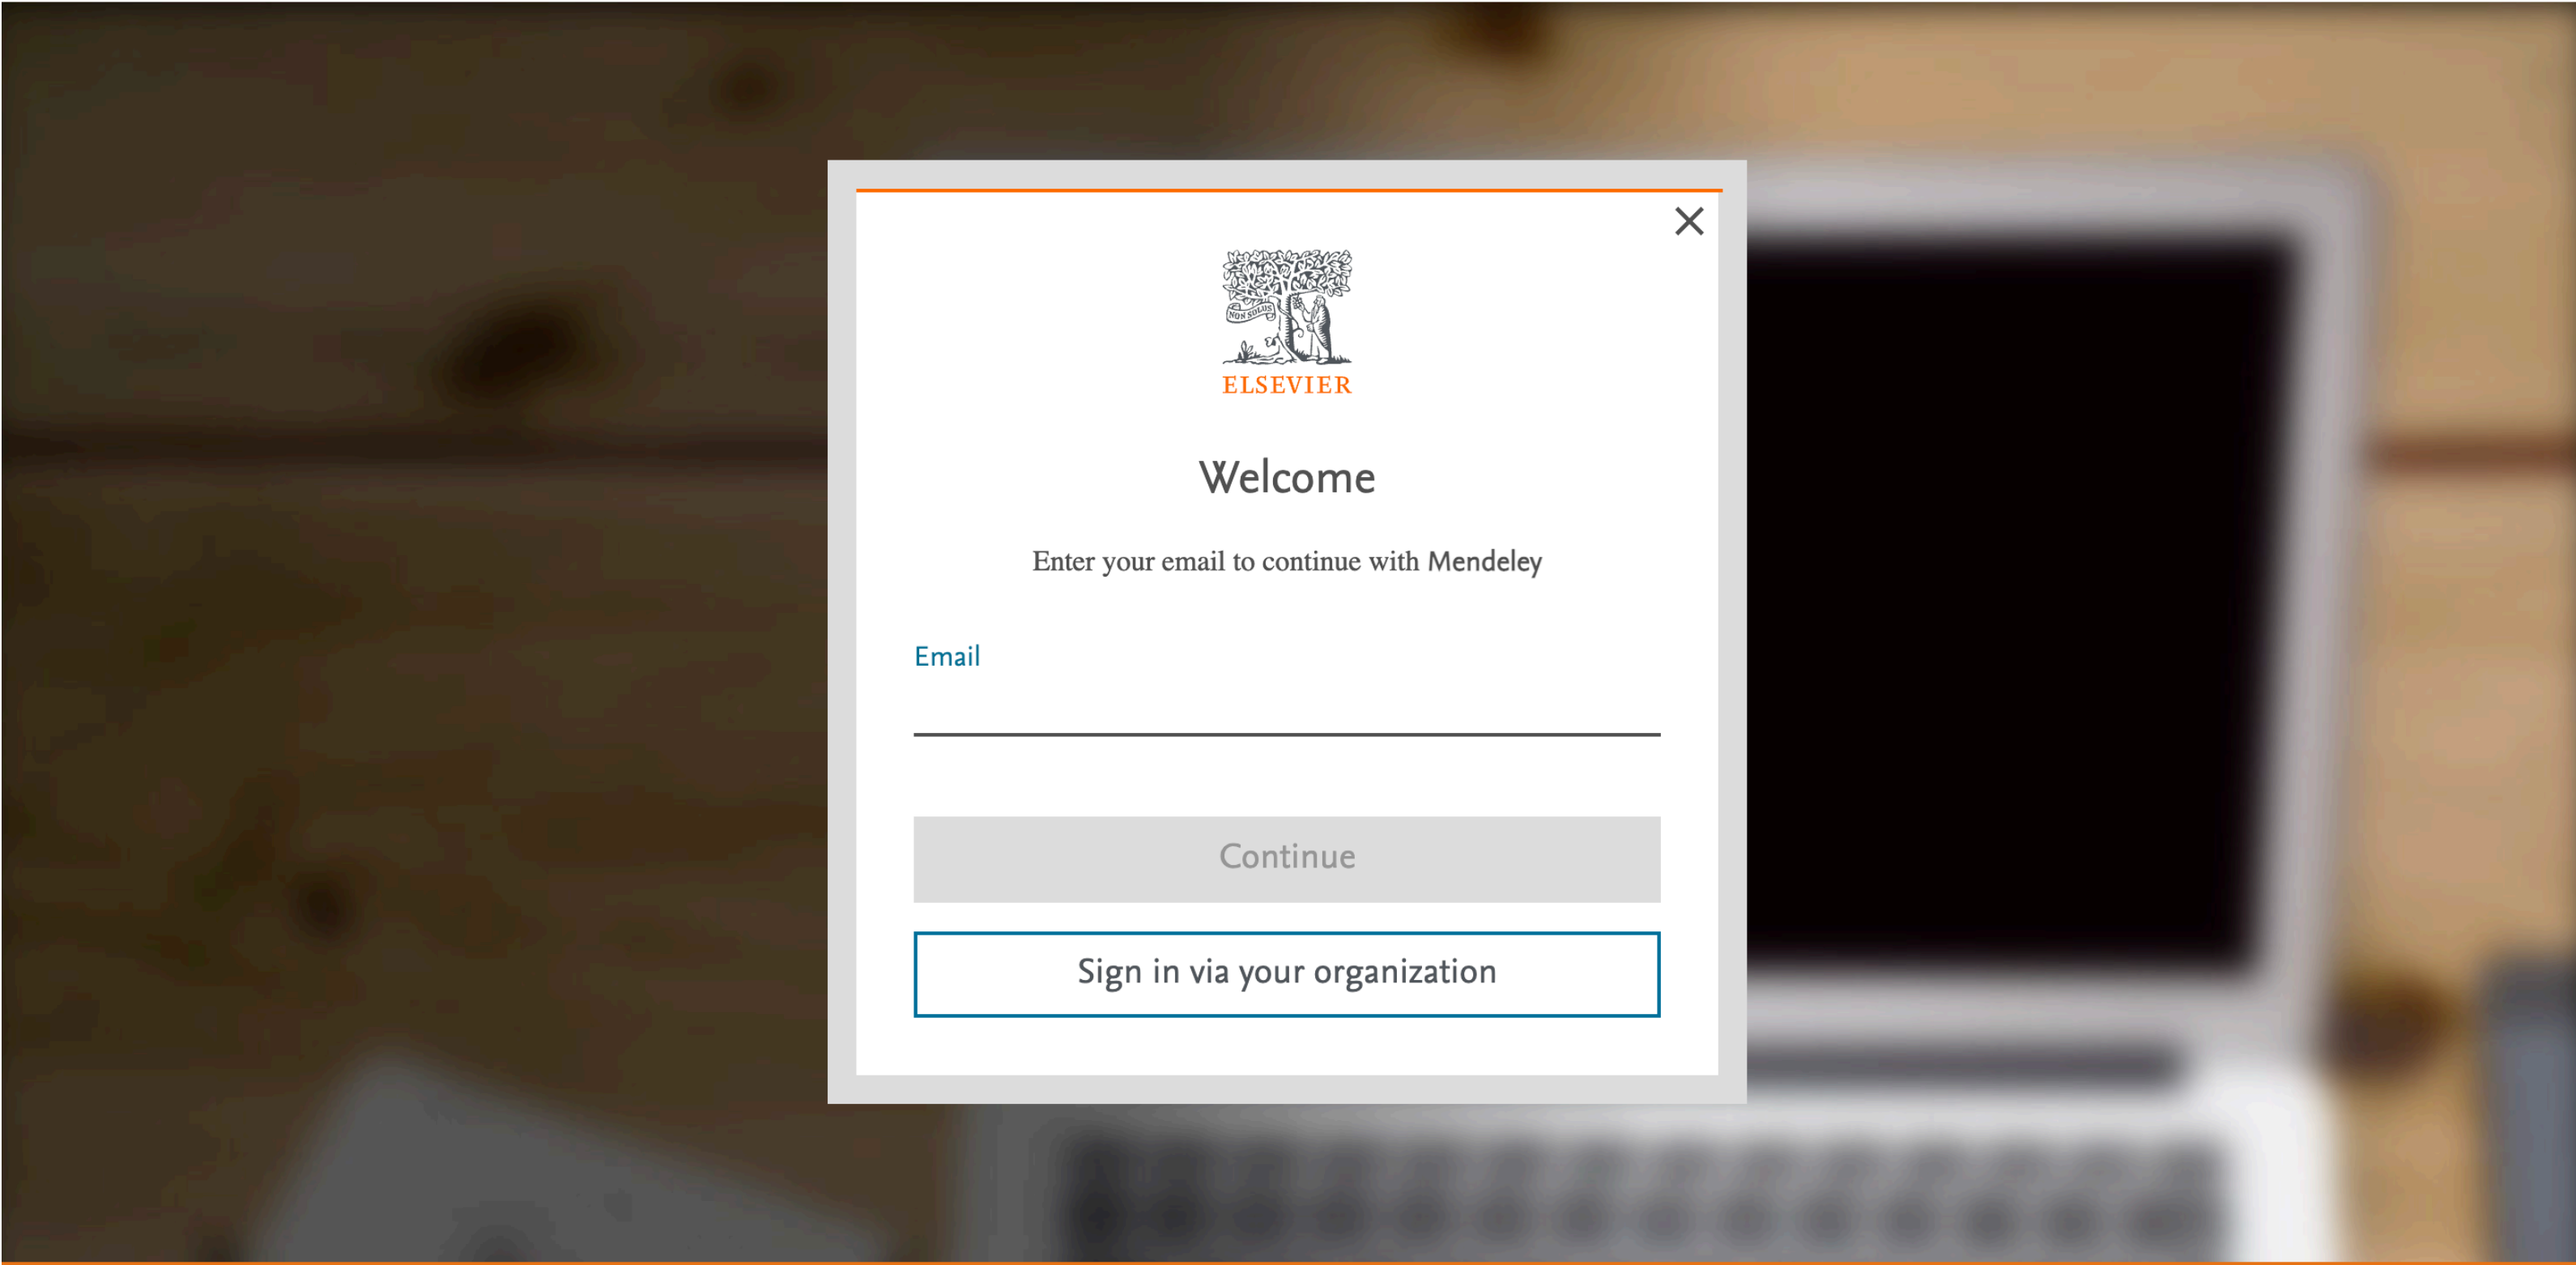 NON SOLUS
ELSEVIER
Welcome
Enter your email to continue with Mendeley
Email
Continue
Sign in via your organization